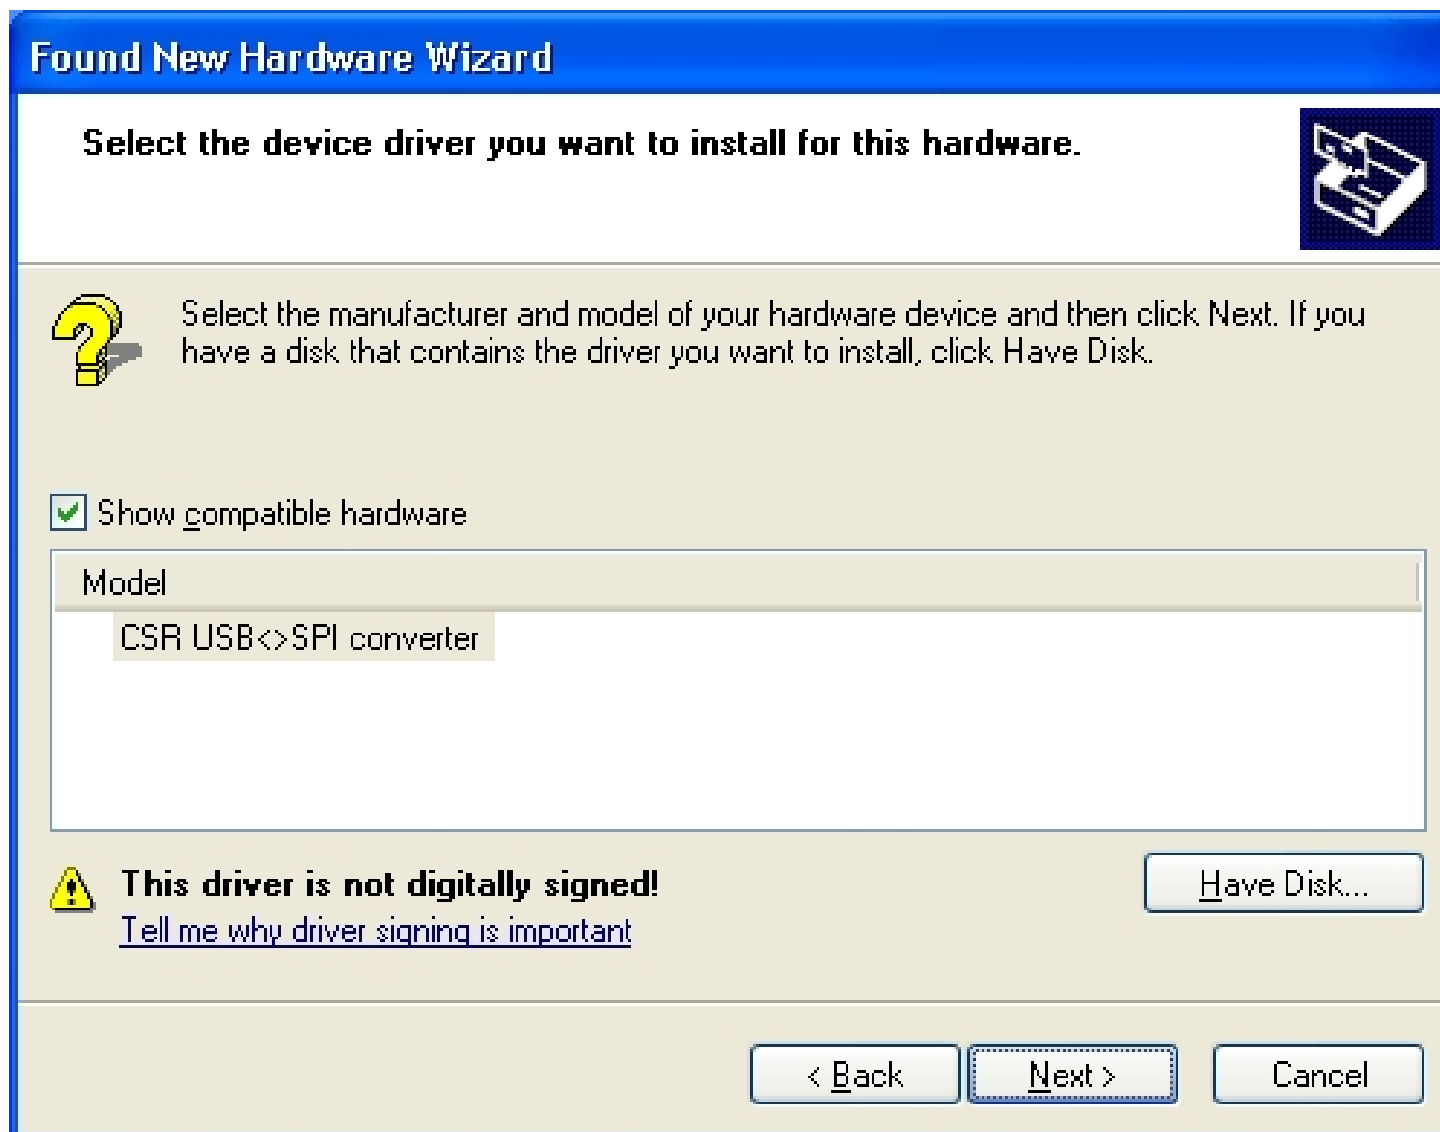 Found New Hardware Wizard
Select the device driver you want to install for this hardware.
Select the manufacturer and model of your hardware device and then click Next. If you
have a disk that contains the driver you want to install, click Have Disk.
Show compatible hardware
Model
CSR USB<>SPI converter
This driver is not digitally signed!
Have Disk...
Tell me why driver signing is important
< Back
Next >
Cancel